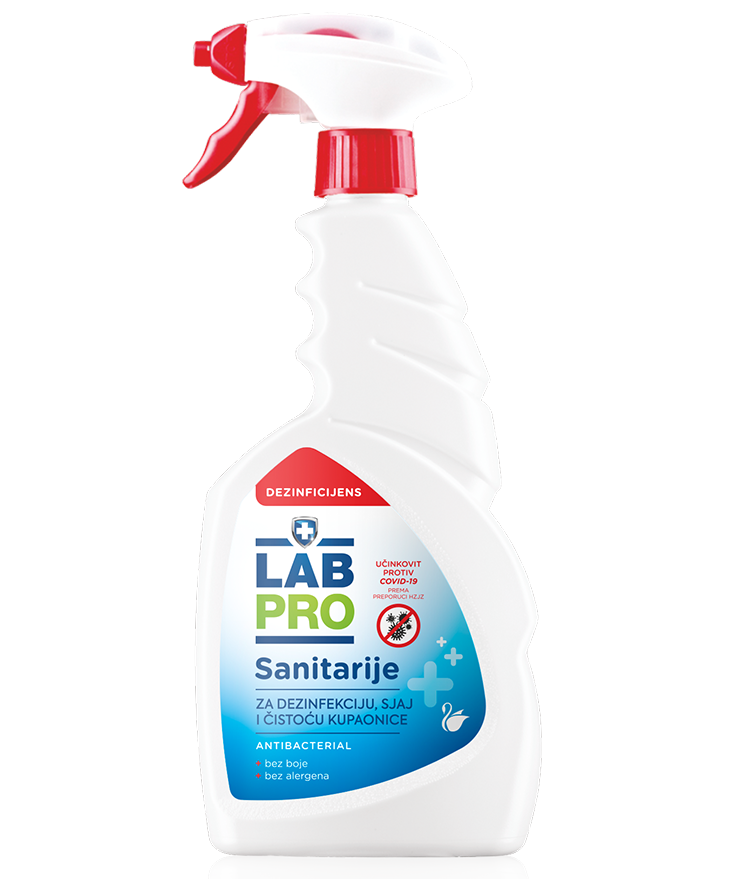 DEZINFICIJENS
LAB
PRO
UČINKOVIT
PROTIV
COVID-19
PREMA
PREPORUCI HZJZ
Sanitarije
ZA DEZINFEKCIJU, SJAJ
I ČISTOĆU KUPAONICE
ANTIBACTERIAL
• bez boje
• bez alergena